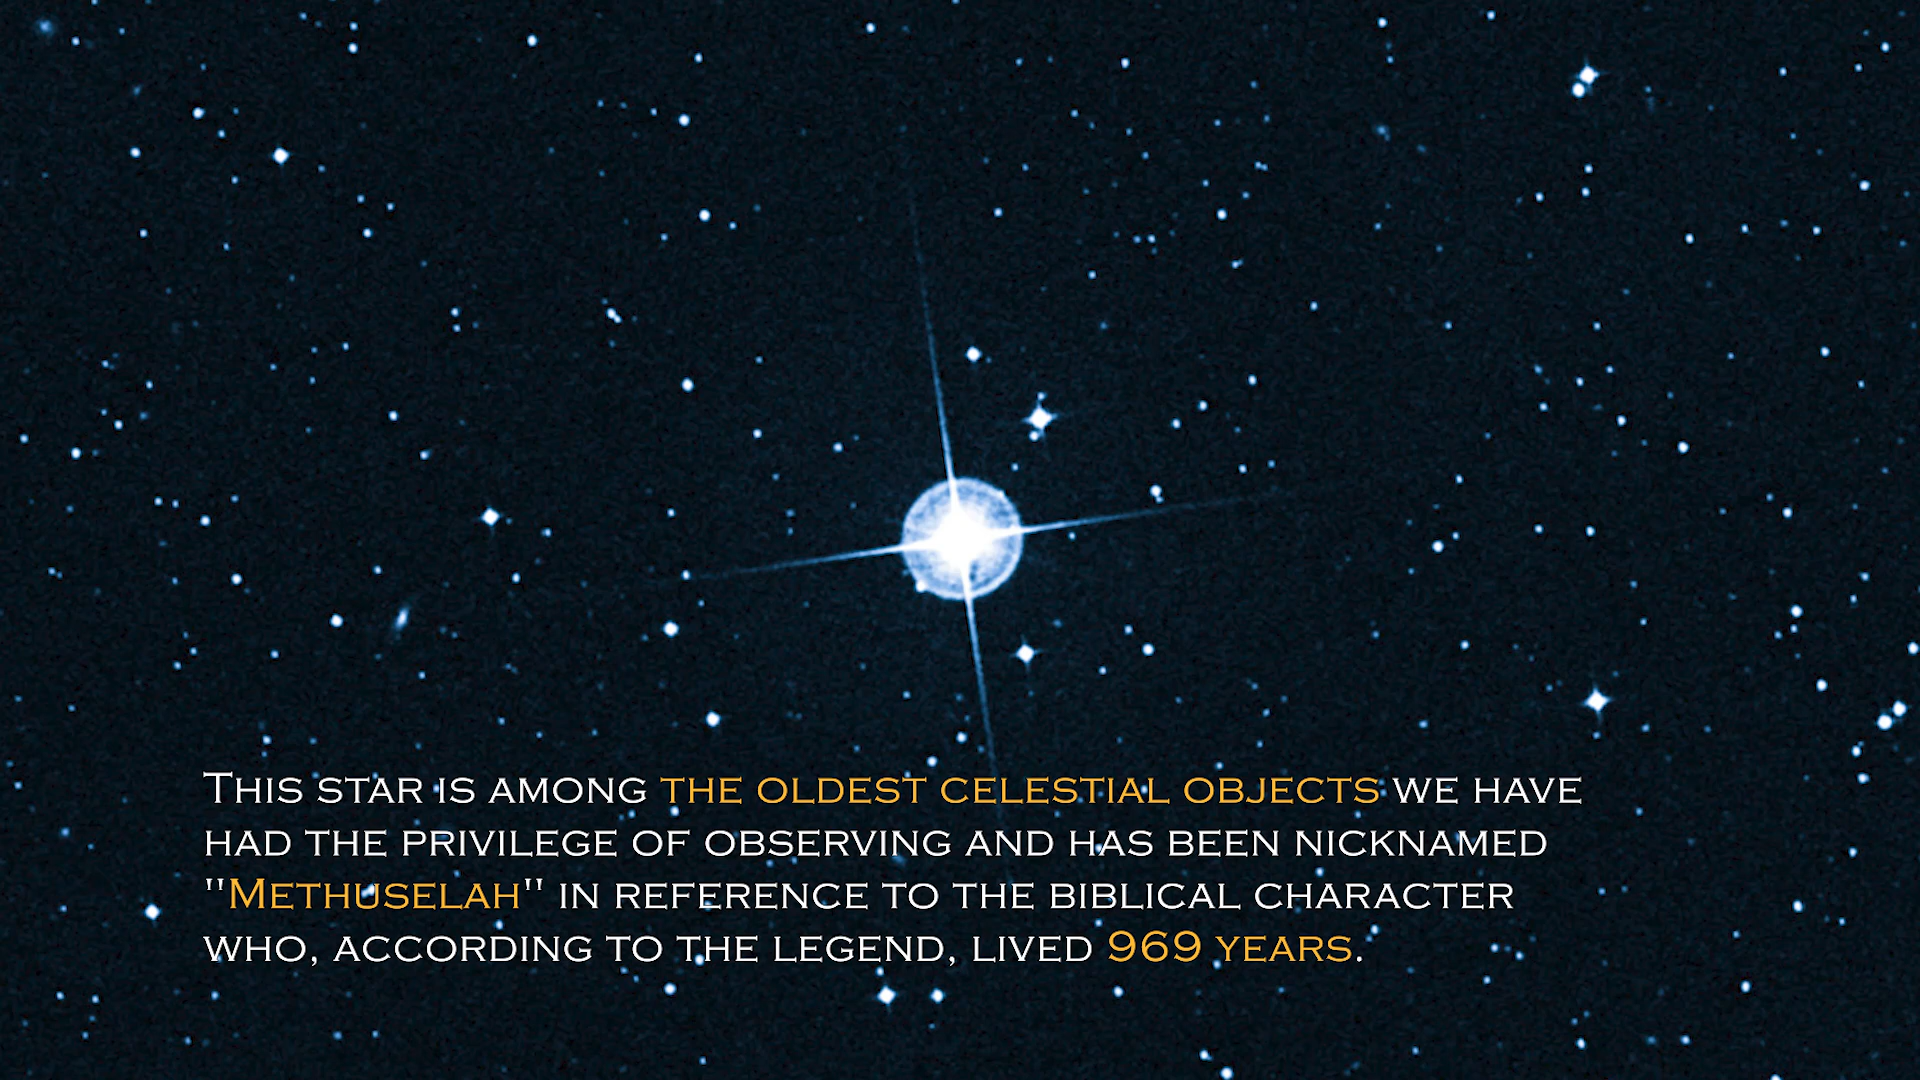 This star is among the oldest celestial objects we have
had the privilege of observing and has been nicknamed
"Methuselah" in reference to the biblical character
who, according to the legend, lived 969 years.